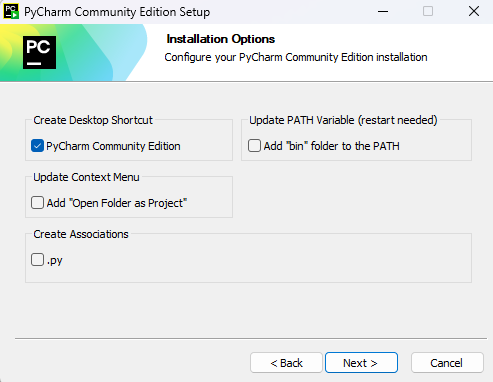 PC PyCharm Community Edition Setup
PC
Installation Options
Configure your PyCharm Community Edition installation
Create Desktop Shortcut
PyCharm Community Edition
Update PATH Variable (restart needed)
Add "bin" folder to the PATH
Update Context Menu
Add "Open Folder as Project"
Create Associations
.py
< Back
Next >
Cancel